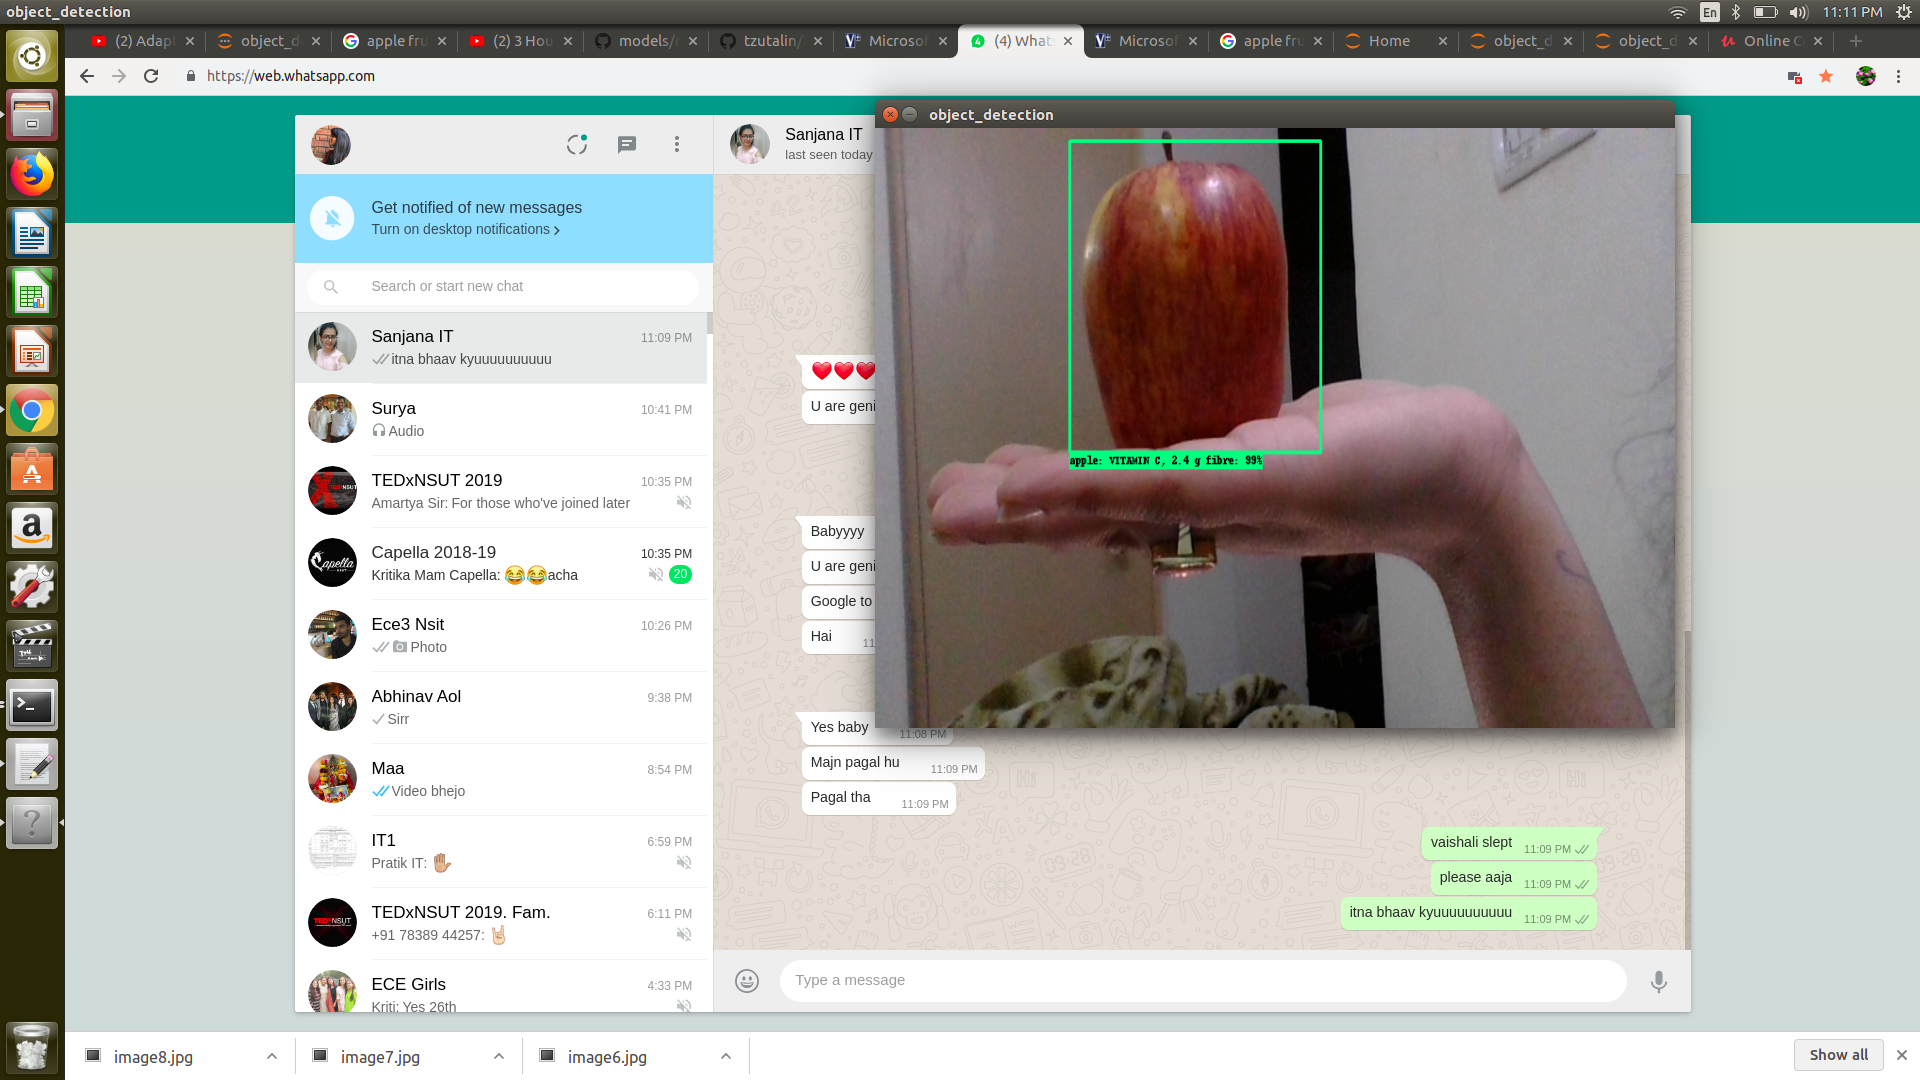 object_detection
En
11:11 PM
(2) Adap
object_d
apple fru
(2) 3 Hou
models/r
tzutalin/
Microsof
(4) What
Microsof
apple fru
Home
object_d
object_d
Online C
https://web.whatsapp.com
object_detection
Sanjana IT
last seen today
Get notified of new messages
Turn on desktop notifications
Search or start new chat
Sanjana IT
11:09 PM
itna bhaav kyuuuuuuuuuu
Surya
10:41 PM
Audio
TEDxNSUT 2019
10:35 PM
Amartya Sir: For those who've joined later
Capella 2018-19
10:35 PM
Kritika Mam Capella: 😂😂acha
20
Ece3 Nsit
10:26 PM
Photo
Abhinav Aol
9:38 PM
Sirr
Maa
8:54 PM
Video bhejo
IT1
6:59 PM
Pratik IT: ✋🏽
TEDxNSUT 2019. Fam.
6:11 PM
+91 78389 44257: 🤘🏻
ECE Girls
4:33 PM
Kriti: Yes 26th
❤❤❤
U are geni
Babyyyy
U are geni
Google to
Hai
11
Yes baby
11:08 PM
Majn pagal hu
11:09 PM
Pagal tha
11:09 PM
vaishali slept
11:09 PM
please aaja
11:09 PM
itna bhaav kyuuuuuuuuuu
11:09 PM
apple: VITAMIN C, 2.4 g fibre: 99%
Type a message
image8.jpg
image7.jpg
image6.jpg
Show all